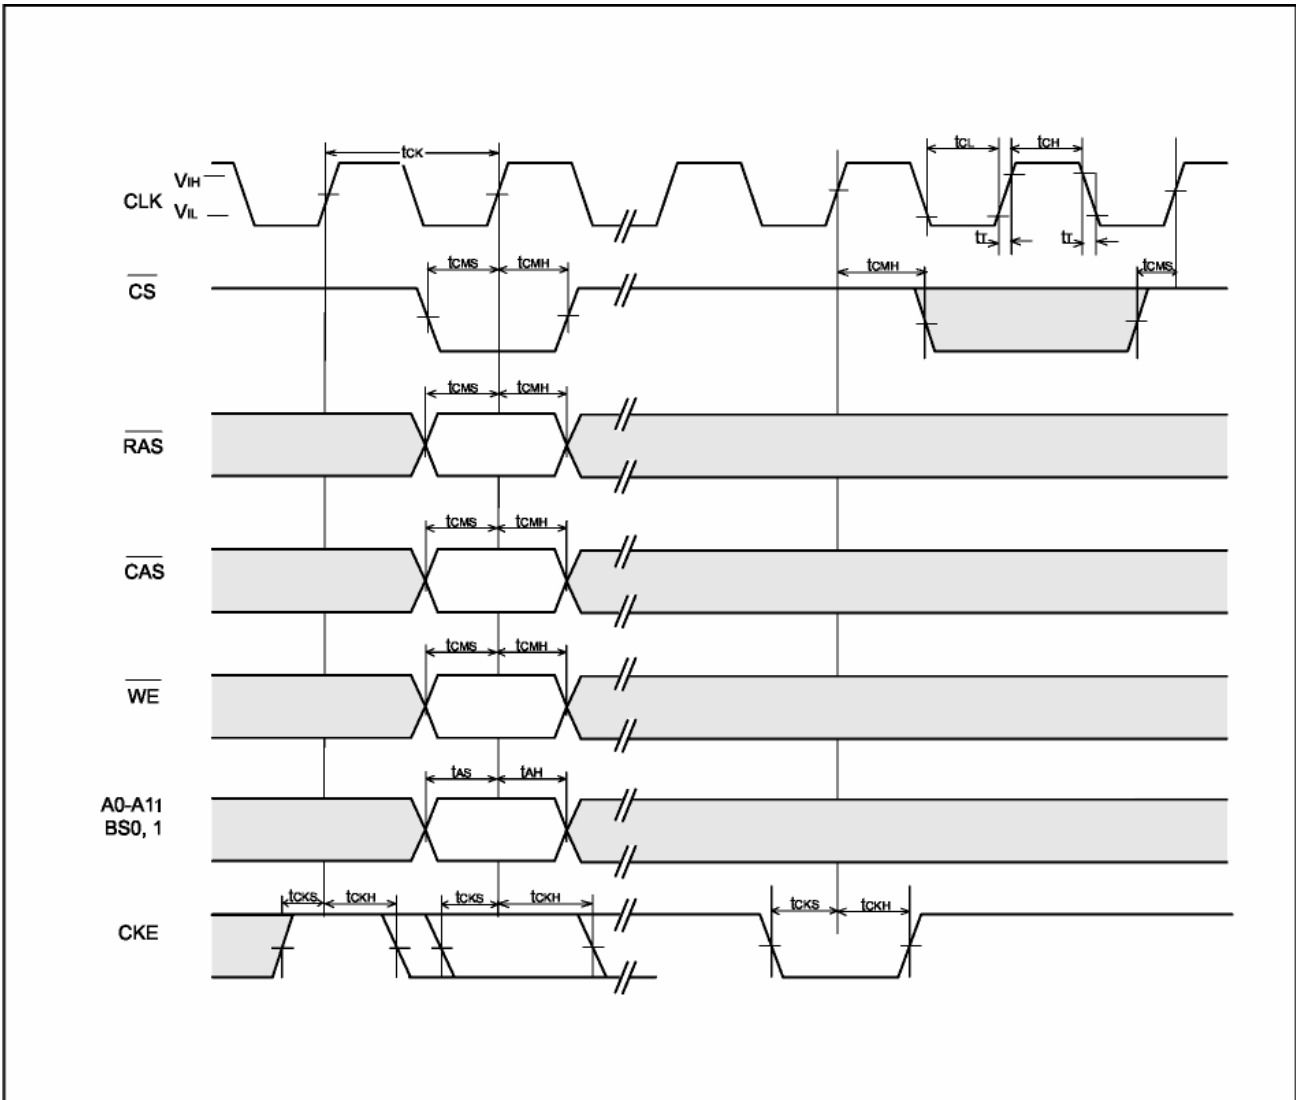 tCK
tCL
tCH
VIH
CLK
VIL
tT
tT
tCMS
tCMH
tCMH
tCMS
CS
tCMS
tCMH
RAS
tCMS
tCMH
CAS
tCMS
tCMH
WE
tAS
tAH
A0-A11
BS0, 1
tCKS
tCKH
tCKS
tCKH
tCKS
tCKH
CKE